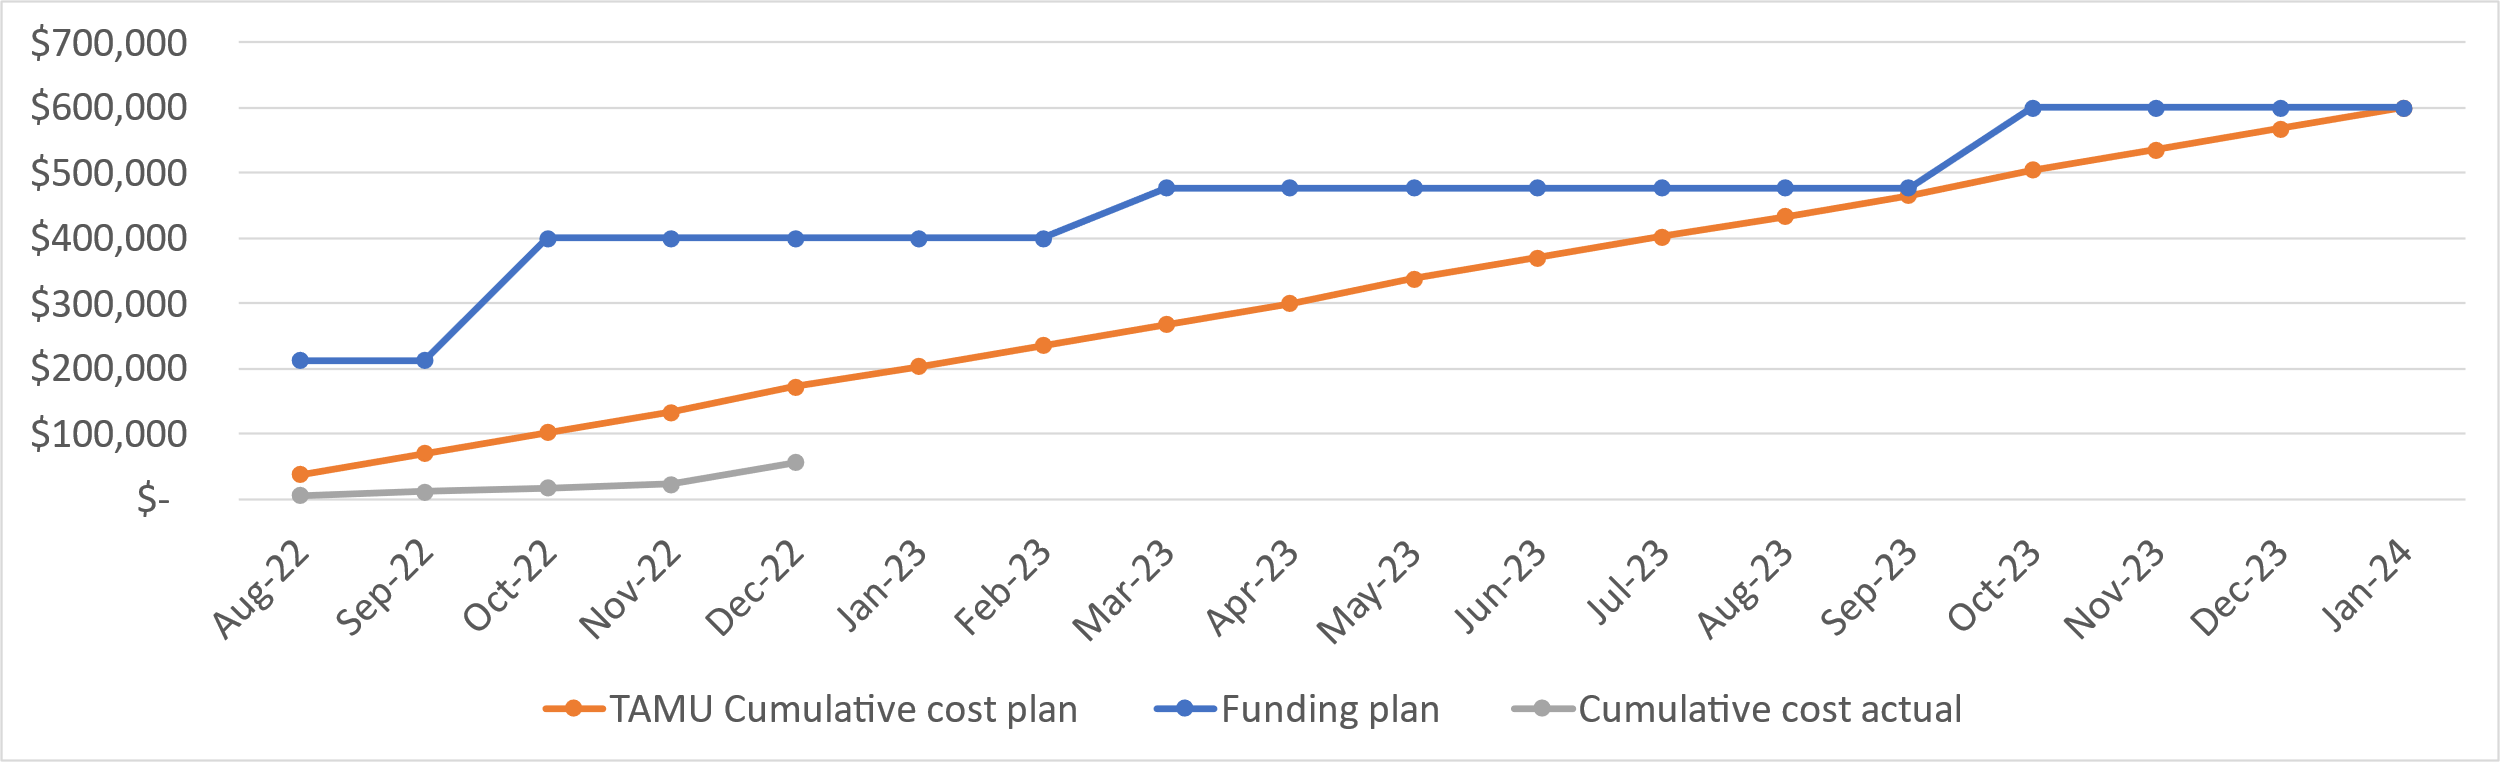 $700,000
$600,000
$500,000
$400,000
$300,000
$200,000
$100,000
$-
Aug-22
Sep-22
Oct-22
Nov-22
Dec-22
Jan-23
Feb-23
Mar-23
Apr-23
May-23
Jun-23
Jul-23
Aug-23
Sep-23
Oct-23
Nov-23
Dec-23
Jan-24
TAMU Cumulative cost plan
Funding plan
Cumulative cost actual